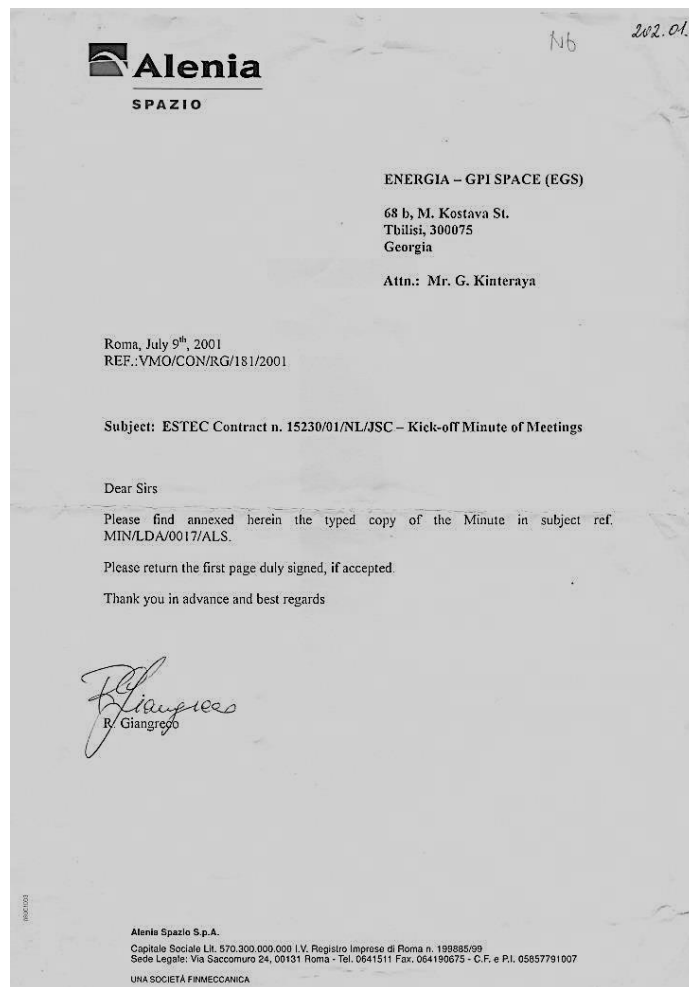 N6
202.01.
Alenia
SPAZIO
ENERGIA – GPI SPACE (EGS)
68 b, M. Kostava St.
Tbilisi, 300075
Georgia
Attn.: Mr. G. Kinteraya
Roma, July 9th, 2001
REF.:VMO/CON/RG/181/2001
Subject: ESTEC Contract n. 15230/01/NL/JSC – Kick-off Minute of Meetings
Dear Sirs
Please find annexed herein the typed copy of the Minute in subject ref.
MIN/LDA/0017/ALS.
Please return the first page duly signed, if accepted.
Thank you in advance and best regards
R. Giangreco
R. Giangreco
Alenia Spazio S.p.A.
Capitale Sociale Lit. 570.300.000.000 I.V. Registro Imprese di Roma n. 199885/99
Sede Legale: Via Saccomuro 24, 00131 Roma - Tel. 0641511 Fax. 064190675 - C.F. e P.I. 05857791007
UNA SOCIETÀ FINMECCANICA